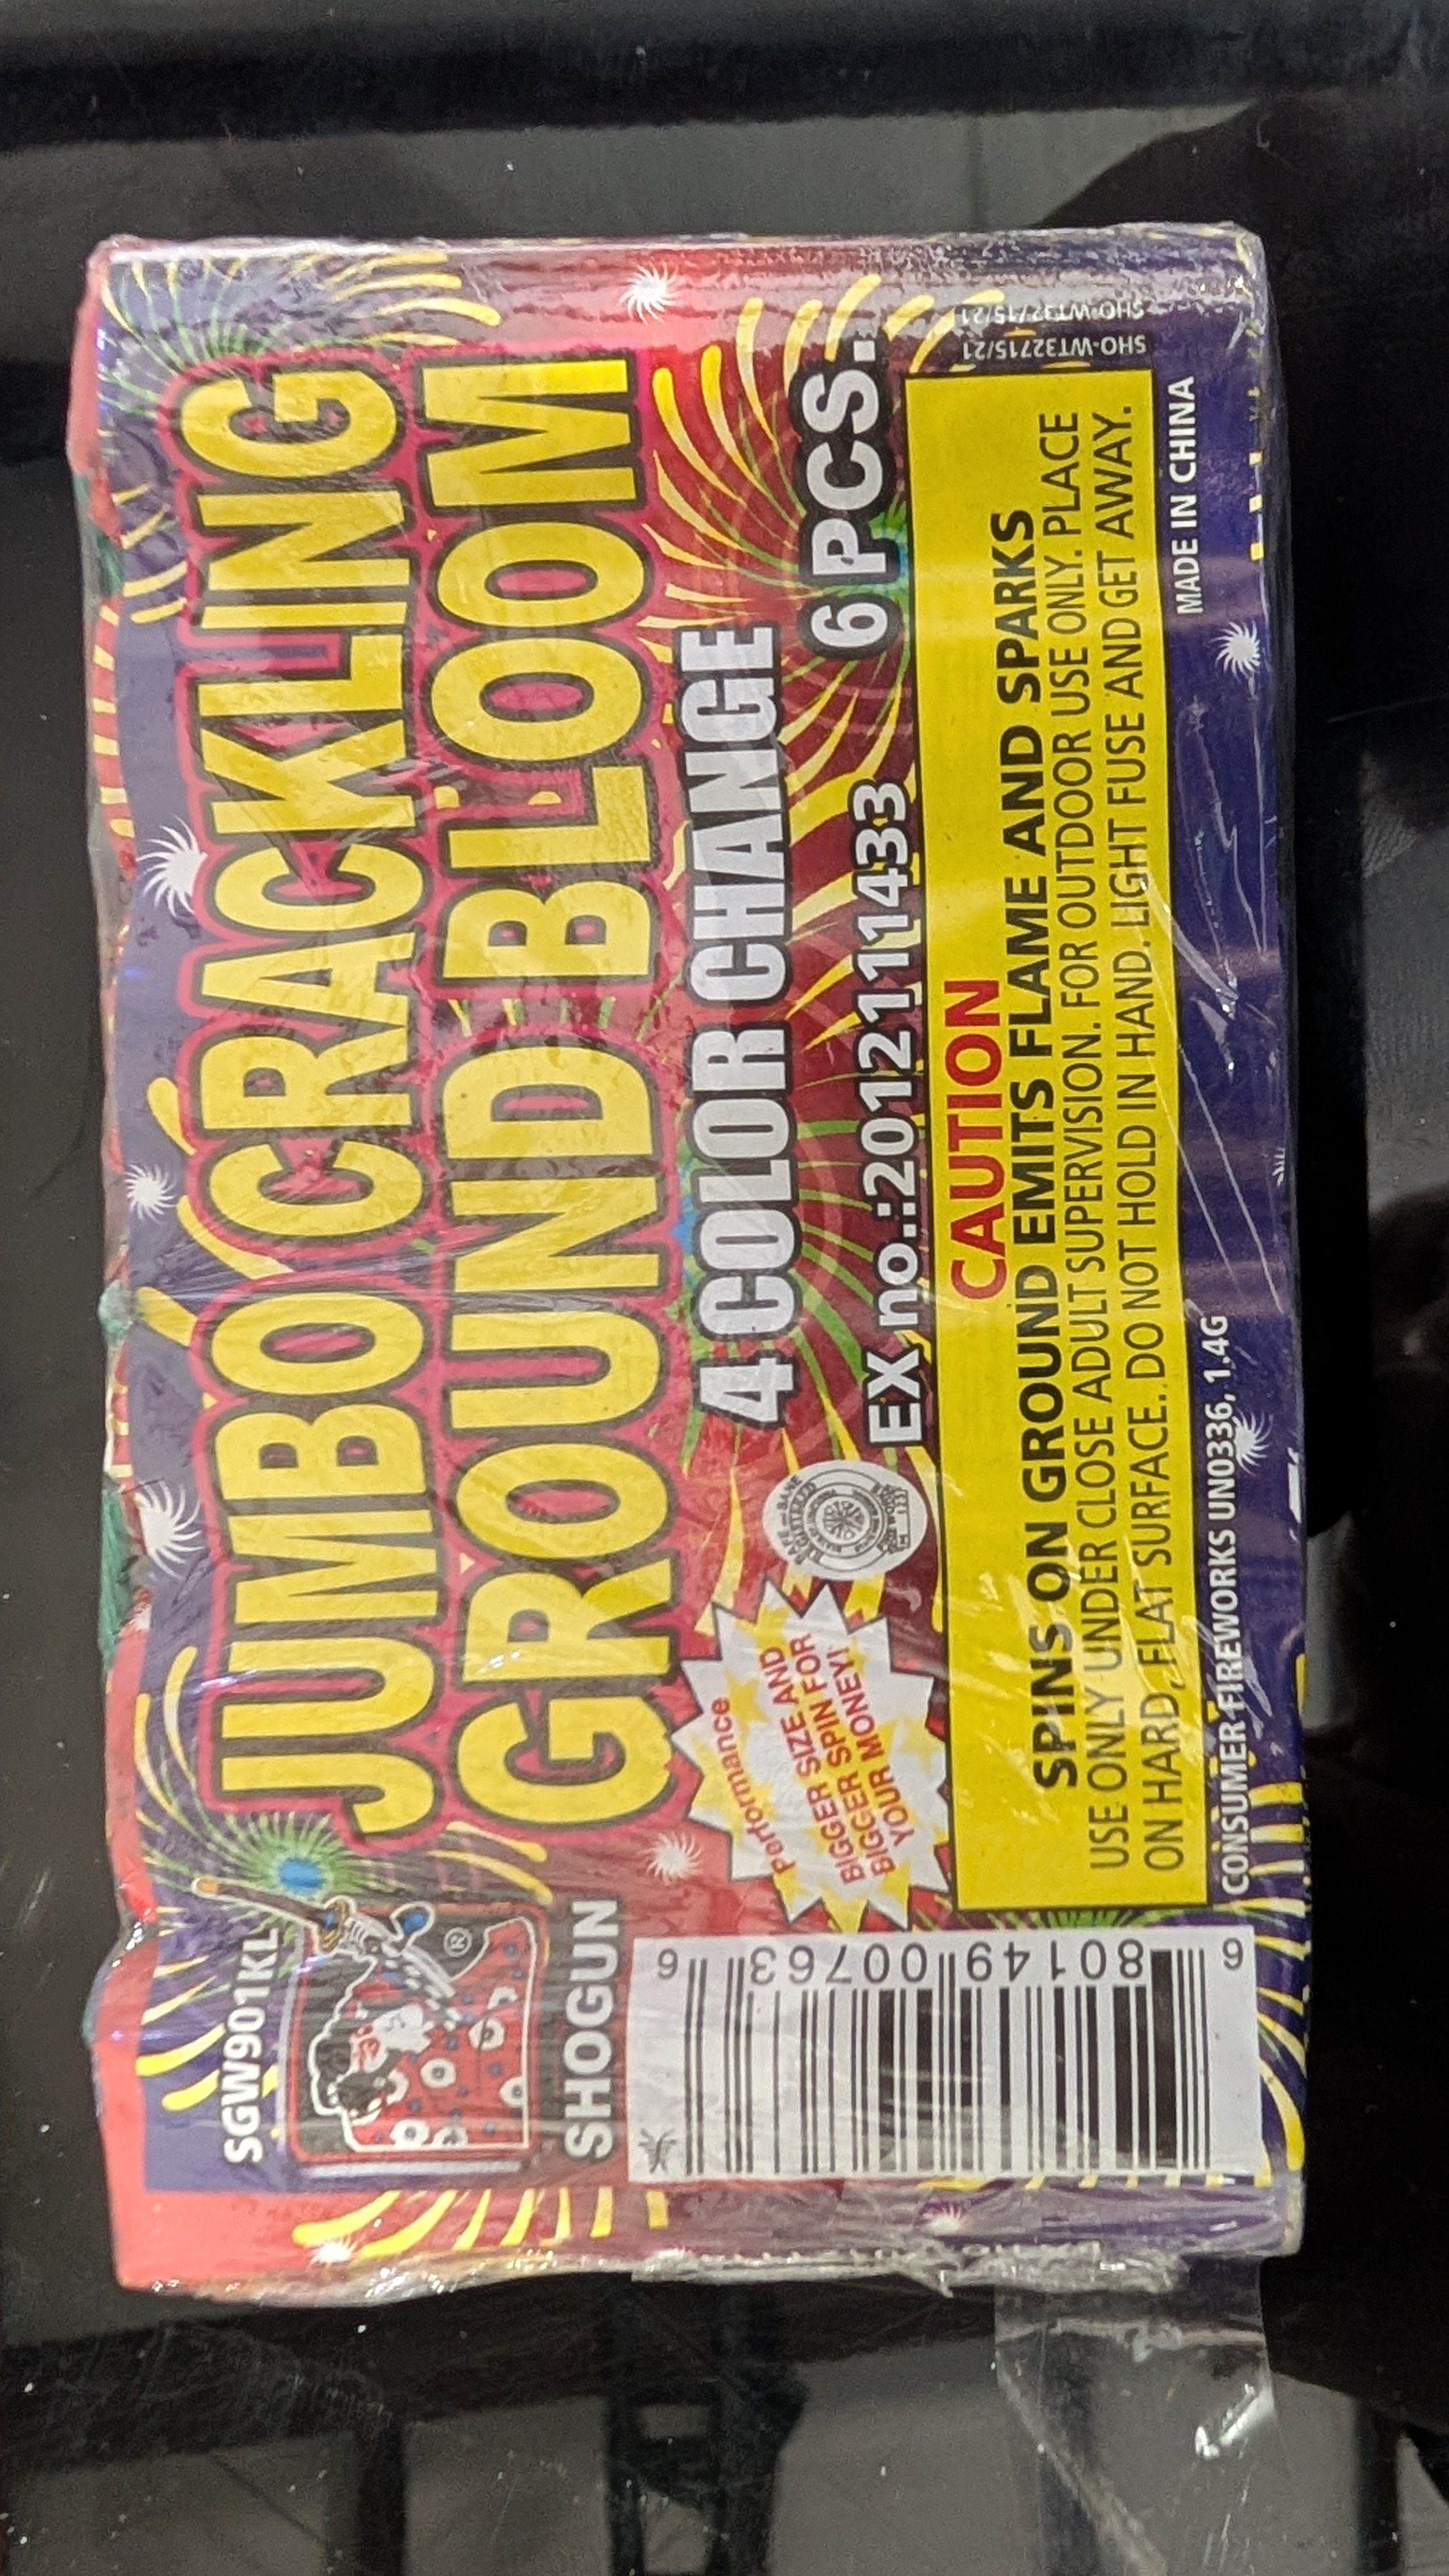 SGW901KL
JUMBO CRACKLING
GROUND BLOOM
®
SHOGUN
4 COLOR CHANGE
Performance
BIGGER SIZE AND
BIGGER SPIN FOR
YOUR MONEY!
EX no.:2012111433
6 PCS.
SHO-WT32715/21
SHO-WT32715/21
CAUTION
SPINS ON GROUND EMITS FLAME AND SPARKS
USE ONLY UNDER CLOSE ADULT SUPERVISION. FOR OUTDOOR USE ONLY. PLACE
ON HARD, FLAT SURFACE. DO NOT HOLD IN HAND. LIGHT FUSE AND GET AWAY.
CONSUMER FIREWORKS UN0336, 1.4G
MADE IN CHINA
6 80149 00763 6